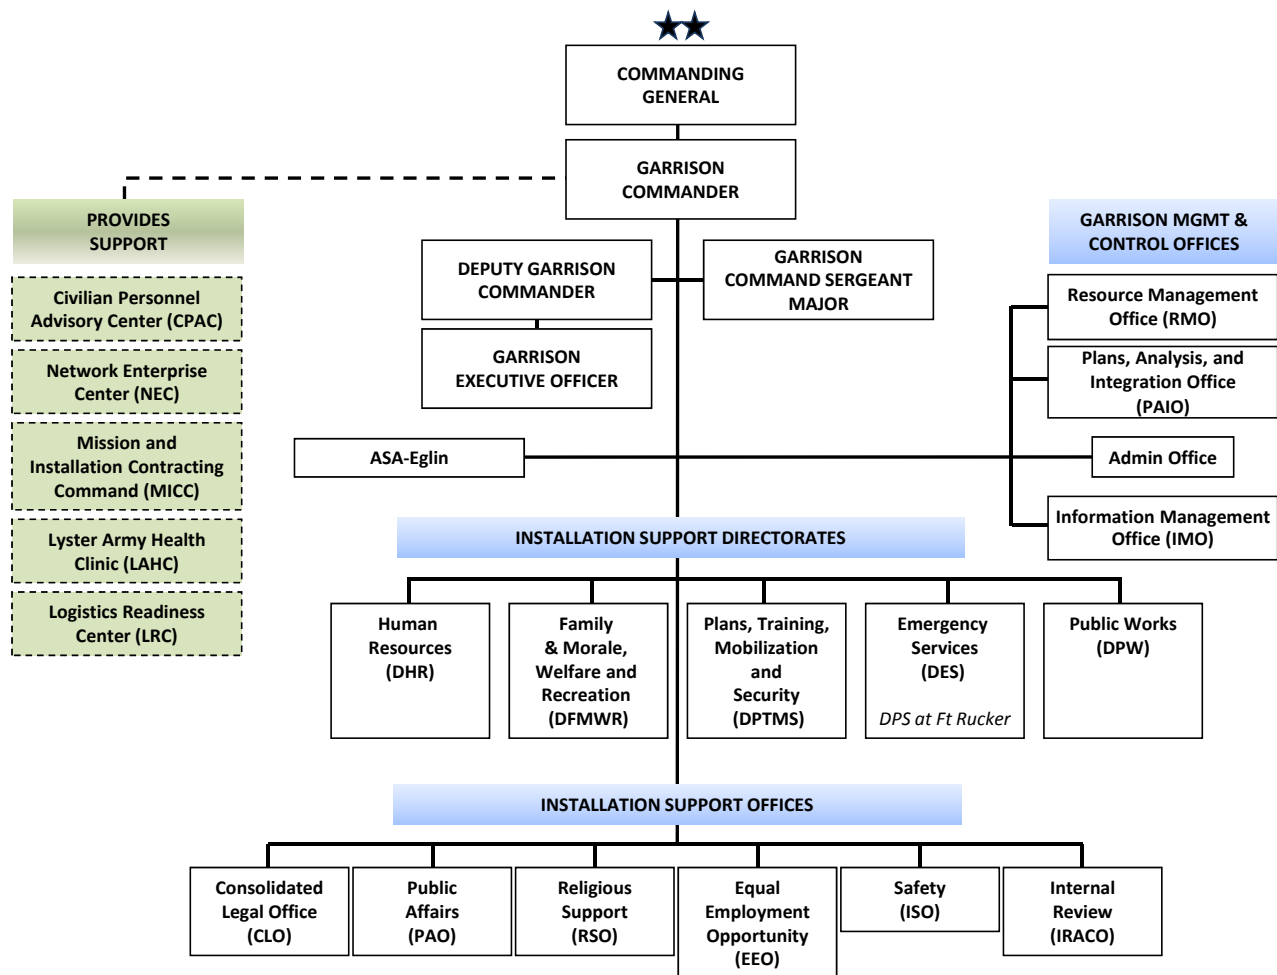 COMMANDING
GENERAL
GARRISON
COMMANDER
PROVIDES
SUPPORT
Civilian Personnel
Advisory Center (CPAC)
Network Enterprise
Center (NEC)
Mission and
Installation Contracting
Command (MICC)
Lyster Army Health
Clinic (LAHC)
Logistics Readiness
Center (LRC)
DEPUTY GARRISON
COMMANDER
GARRISON
COMMAND SERGEANT
MAJOR
GARRISON
EXECUTIVE OFFICER
GARRISON MGMT &
CONTROL OFFICES
Resource Management
Office (RMO)
Plans, Analysis, and
Integration Office
(PAIO)
ASA-Eglin
Admin Office
Information Management
Office (IMO)
INSTALLATION SUPPORT DIRECTORATES
Human
Resources
(DHR)
Family
& Morale,
Welfare and
Recreation
(DFMWR)
Plans, Training,
Mobilization
and
Security
(DPTMS)
Emergency
Services
(DES)
DPS at Ft Rucker
Public Works
(DPW)
INSTALLATION SUPPORT OFFICES
Consolidated
Legal Office
(CLO)
Public
Affairs
(PAO)
Religious
Support
(RSO)
Equal
Employment
Opportunity
(EEO)
Safety
(ISO)
Internal
Review
(IRACO)